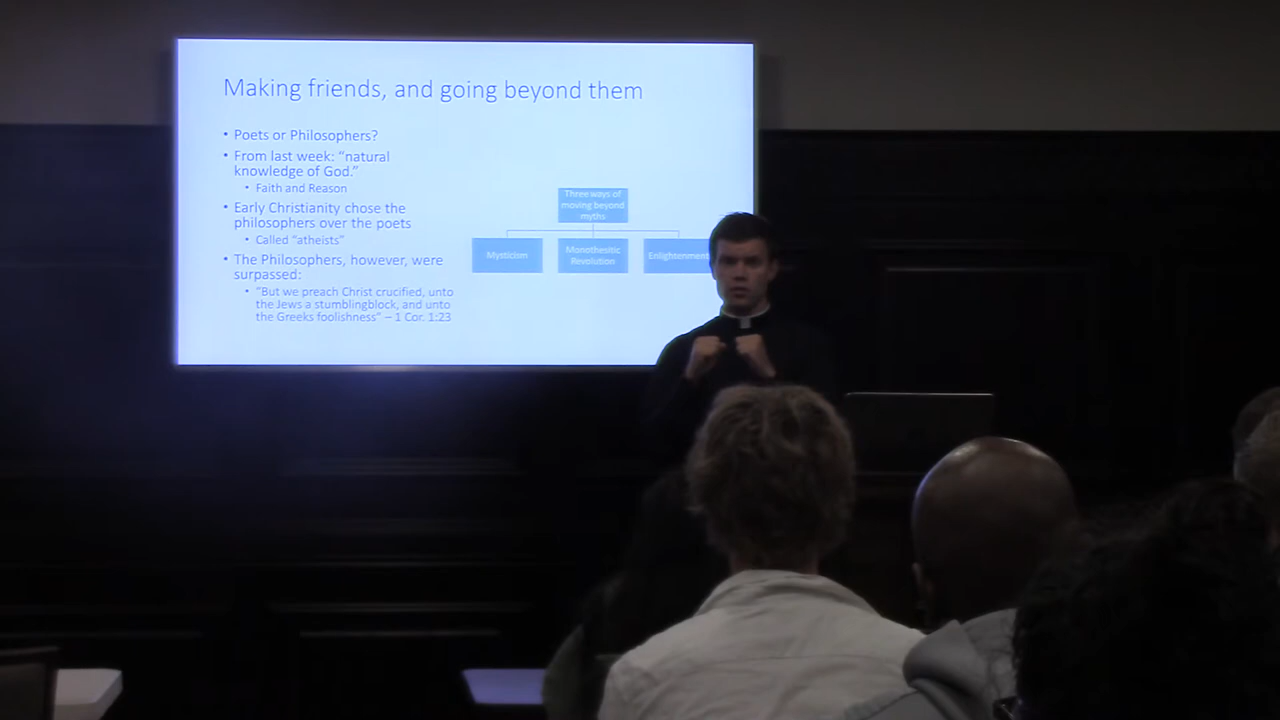 Making friends, and going beyond them
• Poets or Philosophers?
• From last week: “natural
knowledge of God.”
• Faith and Reason
• Early Christianity chose the
philosophers over the poets
• Called “atheists”
• The Philosophers, however, were
surpassed:
• “But we preach Christ crucified, unto
the Jews a stumblingblock, and unto
the Greeks foolishness” – 1 Cor. 1:23
Three ways of
moving beyond
myths
Mysticism
Monothesitic
Revolution
Enlightenment